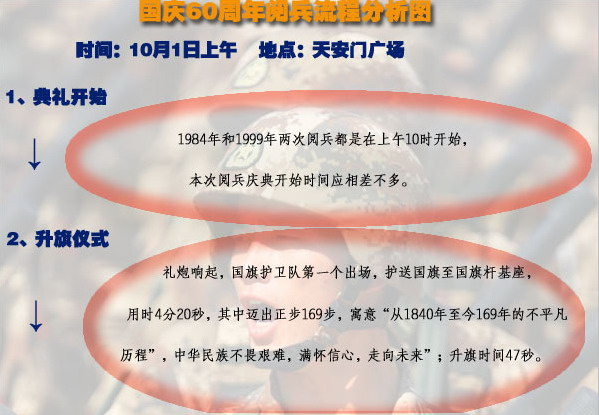 国庆60周年阅兵流程分析图
时间：10月1日上午 地点：天安门广场
1、典礼开始
1984年和1999年两次阅兵都是在上午10时开始，
本次阅兵庆典开始时间应相差不多。
2、升旗仪式
礼炮响起，国旗护卫队第一个出场，护送国旗至国旗杆基座，
用时4分20秒，其中迈出正步169步，寓意“从1840年至今169年的不平凡
历程”，中华民族不畏艰难，满怀信心，走向未来”；升旗时间47秒。